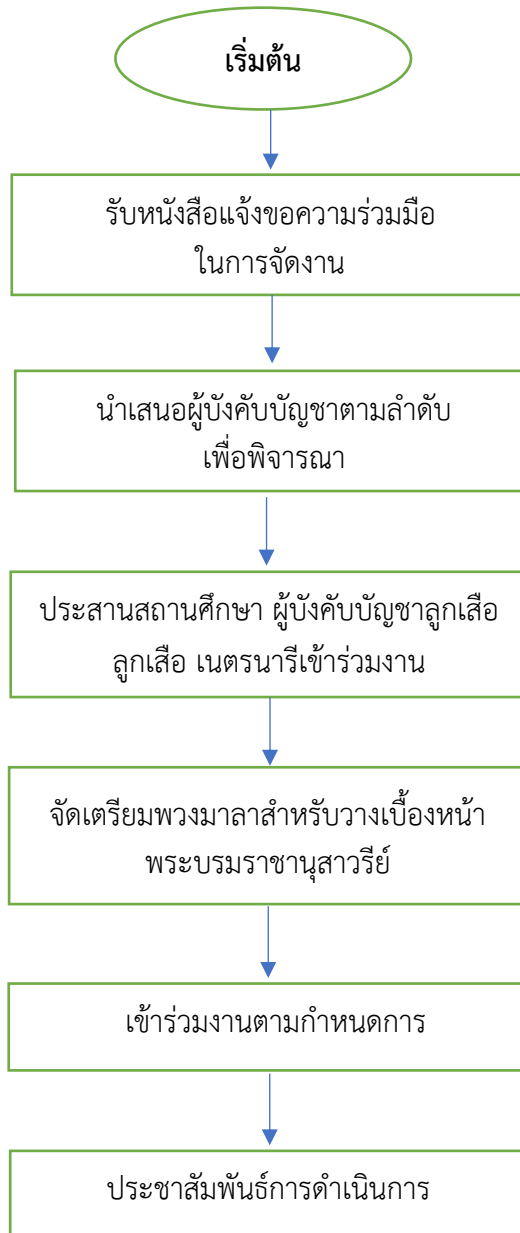 เริ่มต้น
รับหนังสือแจ้งขอความร่วมมือ
ในการจัดงาน
นำเสนอผู้บังคับบัญชาตามลำดับ
เพื่อพิจารณา
ประสานสถานศึกษา ผู้บังคับบัญชาลูกเสือ
ลูกเสือ เนตรนารีเข้าร่วมงาน
จัดเตรียมพวงมาลาสำหรับวางเบื้องหน้า
พระบรมราชานุสาวรีย์
เข้าร่วมงานตามกำหนดการ
ประชาสัมพันธ์การดำเนินการ